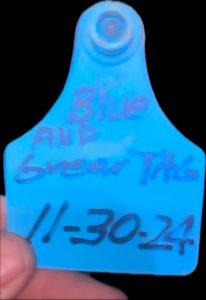 Blue
AND
Green TAG
11-30-24